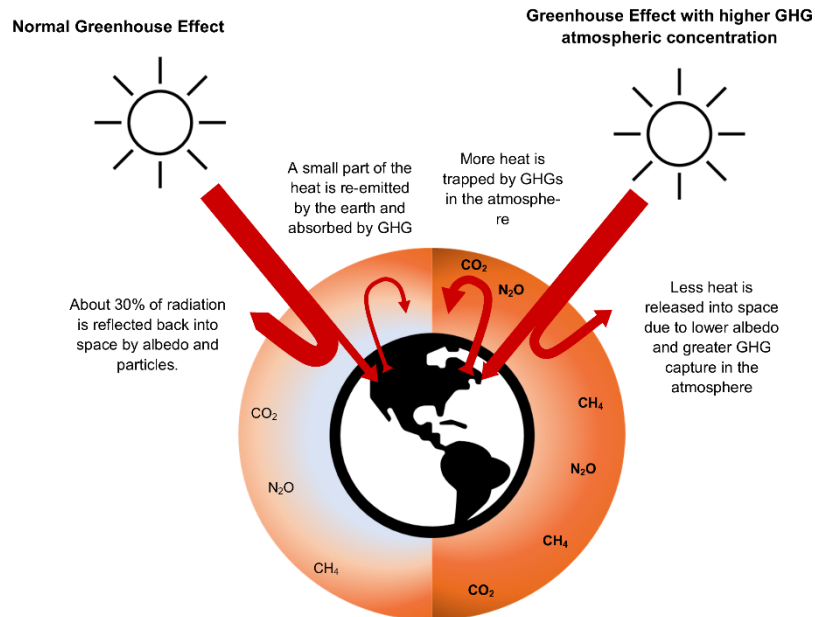 Normal Greenhouse Effect
Greenhouse Effect with higher GHG
atmospheric concentration
A small part of the
heat is re-emitted
by the earth and
absorbed by GHG
More heat is
trapped by GHGs
in the atmosphe-
re
About 30% of radiation
is reflected back into
space by albedo and
particles.
Less heat is
released into space
due to lower albedo
and greater GHG
capture in the
atmosphere
CO₂
N₂O
CH₄
CO₂
N₂O
CH₄
N₂O
CH₄
CO₂